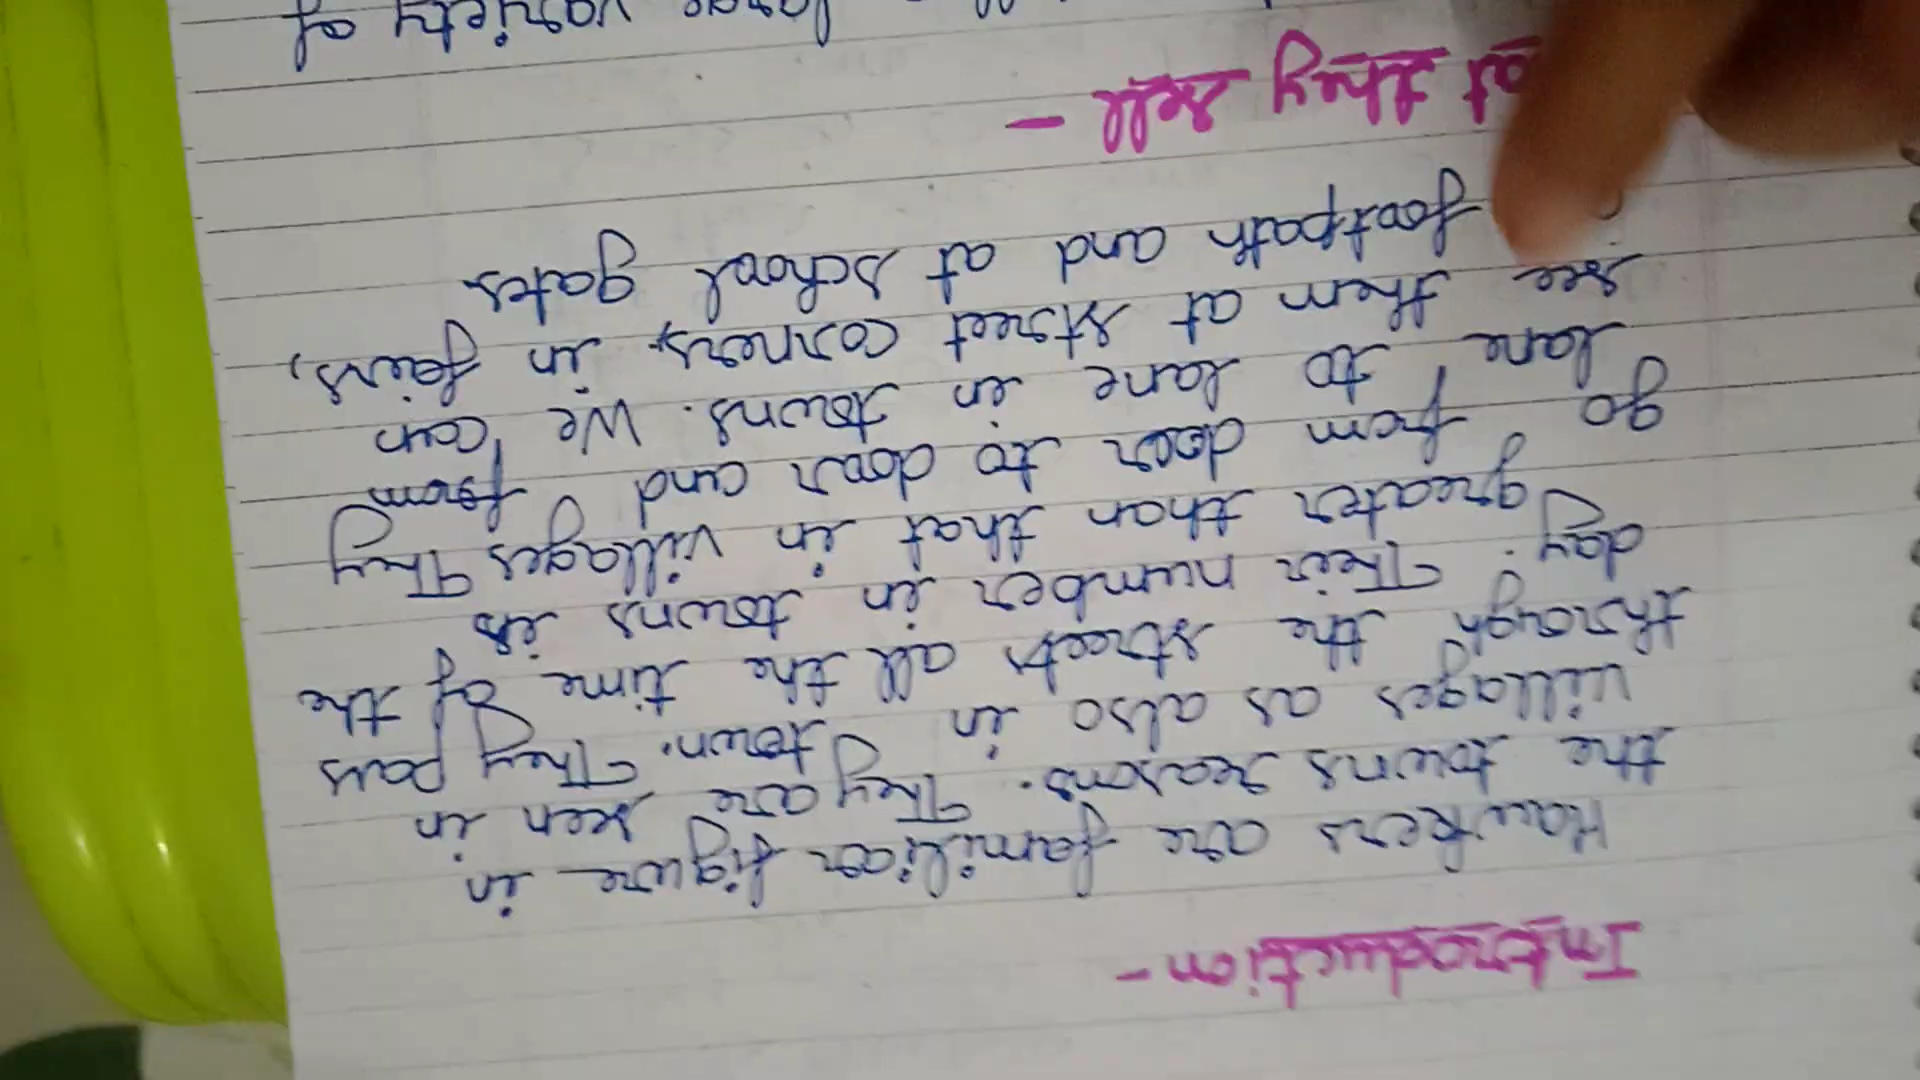 Introduction -
Hawkers are familiar figure in
the towns seasons. They are seen in
villages as also in town. They pass
through the streets all the time of the
day. Their number in towns is
greater than that in villages They
go from door to door and from
lane to lane in towns. We can
see them at street corners, in fairs,
footpath and at school gates.
at they sell -
large variety of